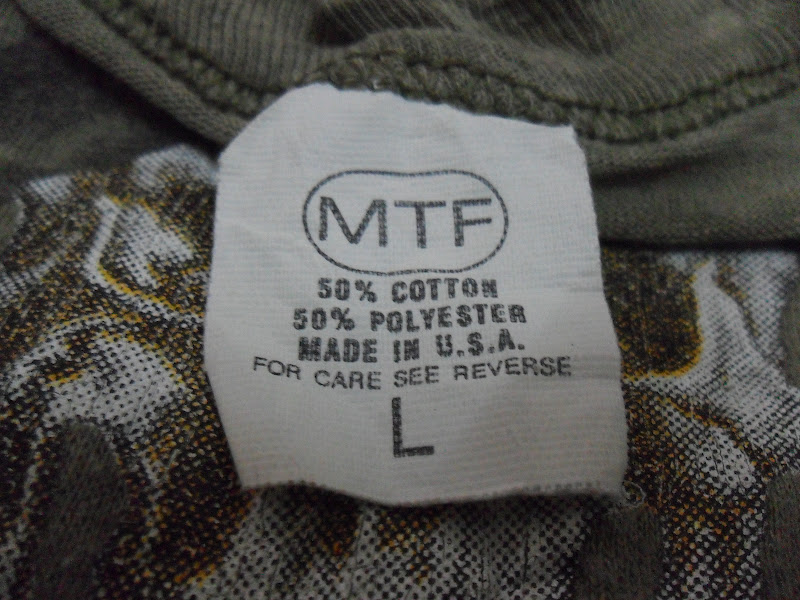 MTF
50% COTTON
50% POLYESTER
MADE IN U.S.A.
FOR CARE SEE REVERSE
L